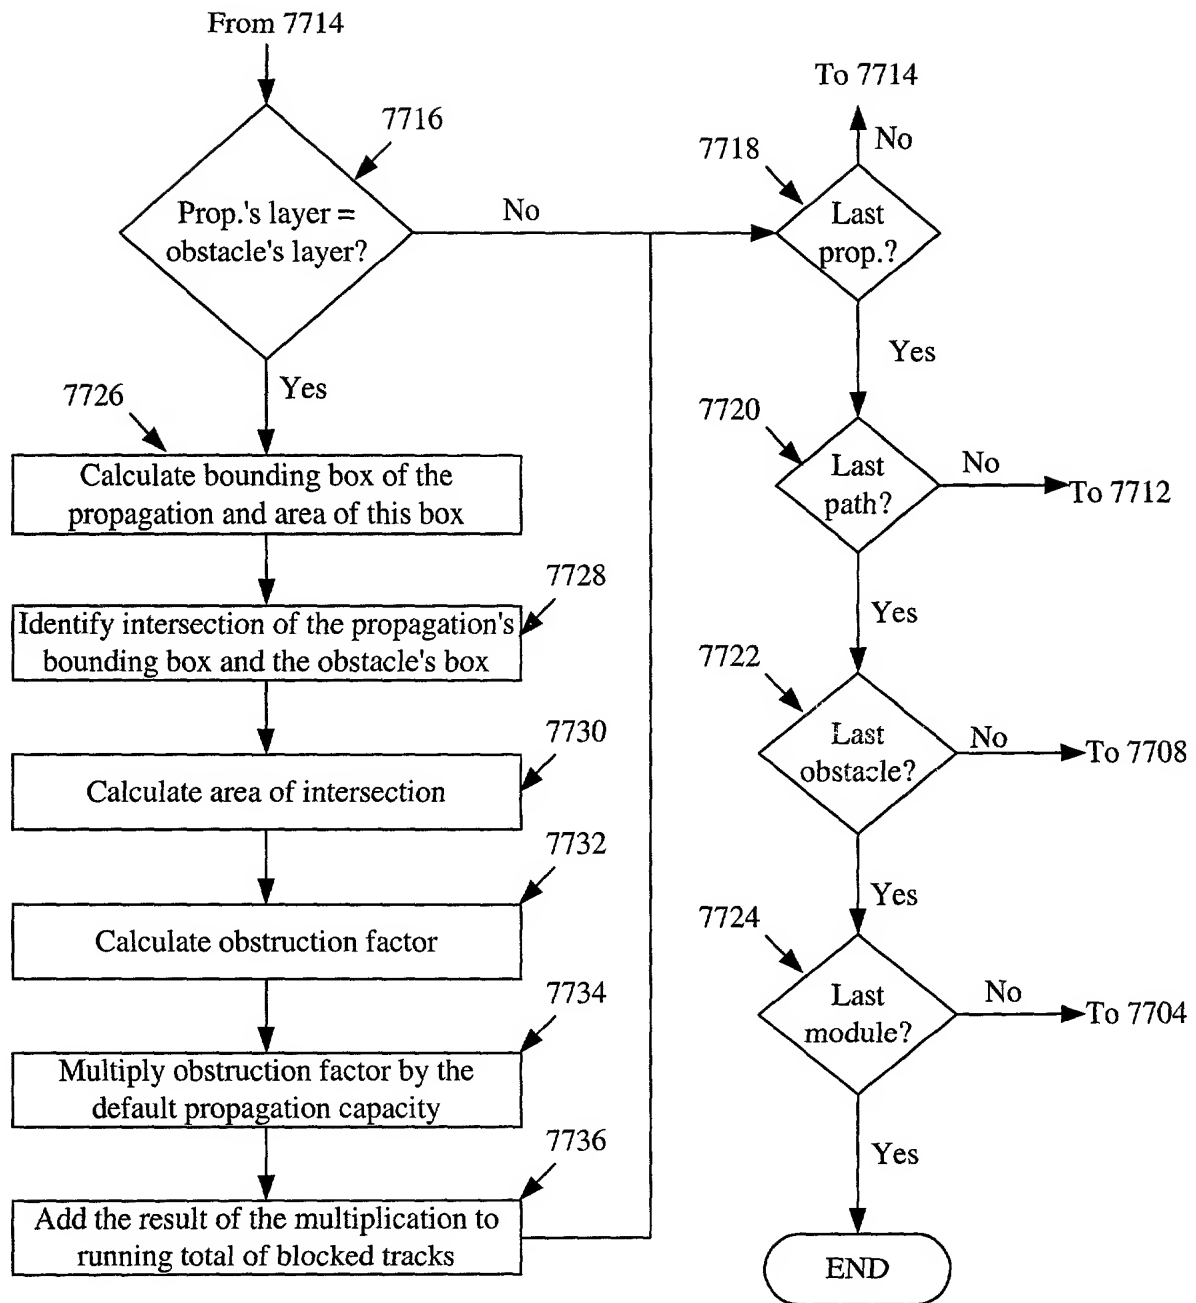 From 7714
7716
Prop.'s layer =
obstacle's layer?
No
Yes
7726
Calculate bounding box of the
propagation and area of this box
7728
Identify intersection of the propagation's
bounding box and the obstacle's box
7730
Calculate area of intersection
7732
Calculate obstruction factor
7734
Multiply obstruction factor by the
default propagation capacity
7736
Add the result of the multiplication to
running total of blocked tracks
To 7714
No
7718
Last
prop.?
Yes
7720
Last
path?
No
To 7712
Yes
7722
Last
obstacle?
No
To 7708
Yes
7724
Last
module?
No
To 7704
Yes
END